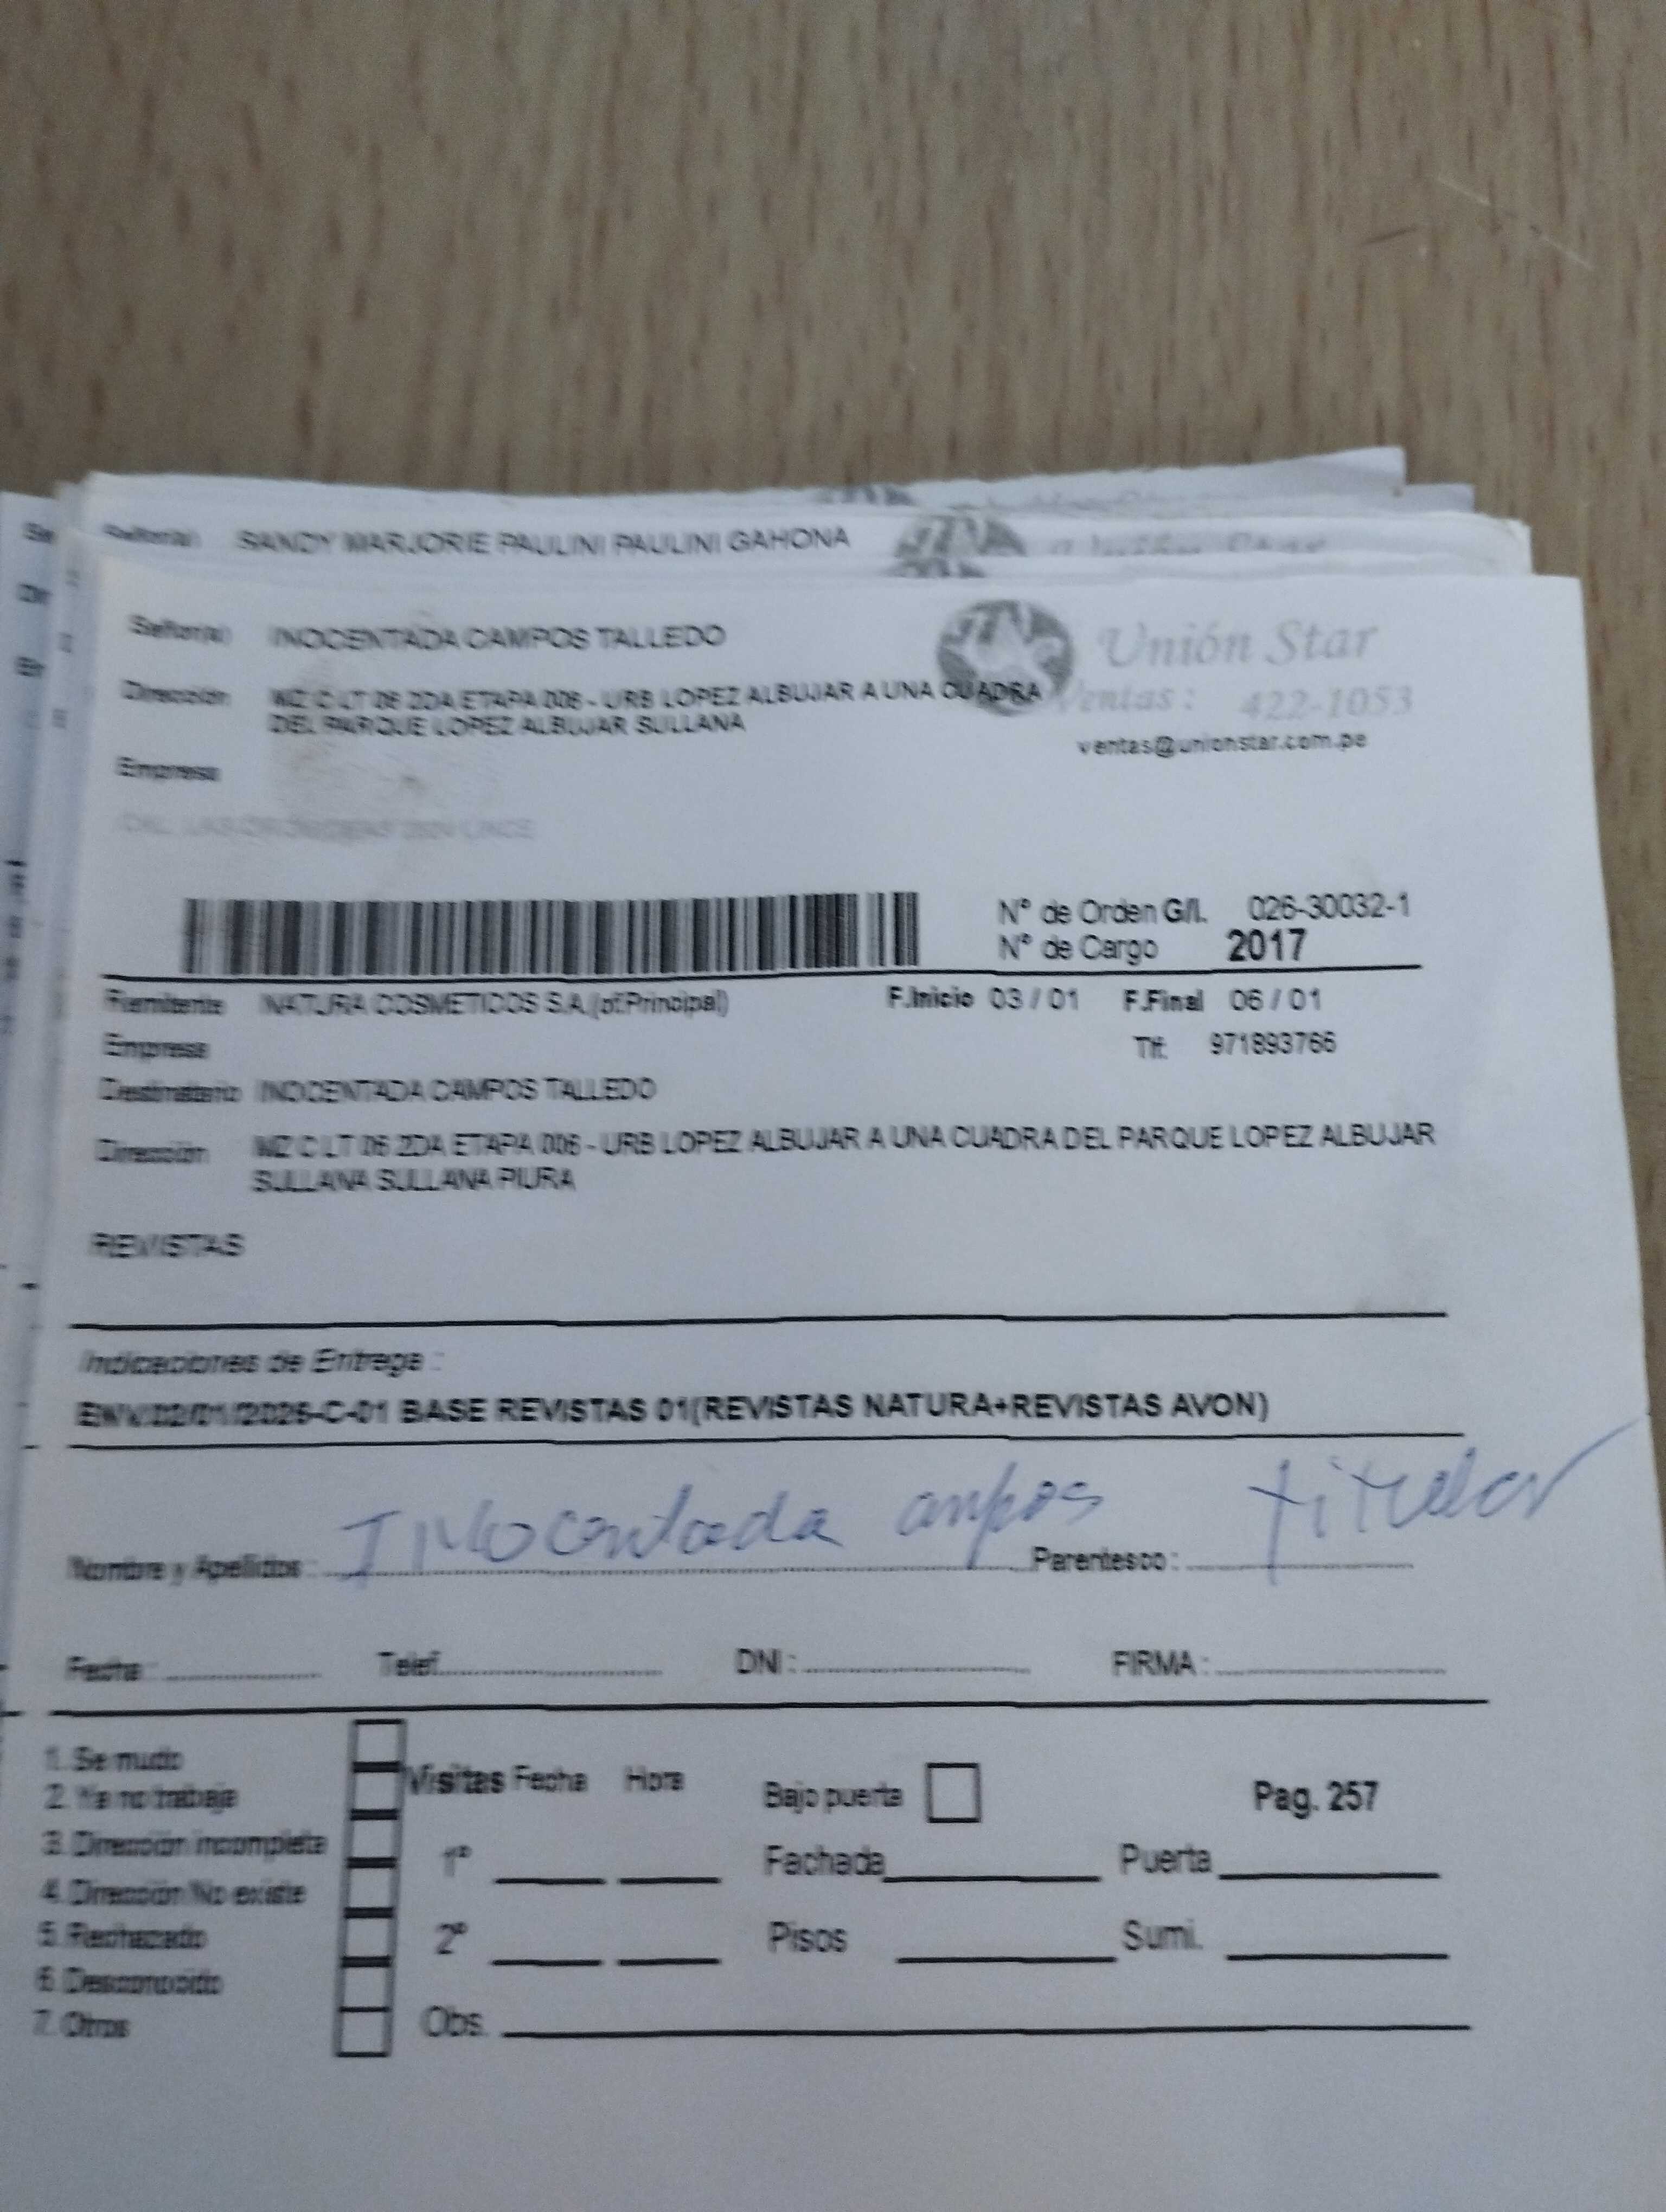 Señor(a) SANDY MARJORIE PAULINI PAULINI GAHONA
Señor(a) INOCENTADA CAMPOS TALLEDO
Unión Star
Dirección MZ C LT 06 2DA ETAPA 006 - URB LOPEZ ALBUJAR A UNA CUADRA
DEL PARQUE LOPEZ ALBUJAR SULLANA
Ventas : 422-1053
ventas@unionstar.com.pe
Empresa
N° de Orden G/I. 026-30032-1
N° de Cargo 2017
Remitente NATURA COSMETICOS S.A.(of.Principal) F.Inicio 03 / 01 F.Final 06 / 01
Empresa Tlf: 971893766
Destinatario INOCENTADA CAMPOS TALLEDO
Dirección MZ C LT 06 2DA ETAPA 006 - URB LOPEZ ALBUJAR A UNA CUADRA DEL PARQUE LOPEZ ALBUJAR
SULLANA SULLANA PIURA
REVISTAS
Indicaciones de Entrega :
BASE REVISTAS 01(REVISTAS NATURA+REVISTAS AVON)
Nombre y Apellidos : Inocentada ampos Parentesco : titular
Fecha : Telef. DNI : FIRMA :
1. Se mudo
2. Ya no trabaja
3. Dirección incompleta
4. Dirección No existe
5. Rechazado
6. Desconocido
7. Otros
Visitas Fecha Hora Bajo puerta Pag. 257
1° Fachada Puerta
2° Pisos Sumi.
Obs.